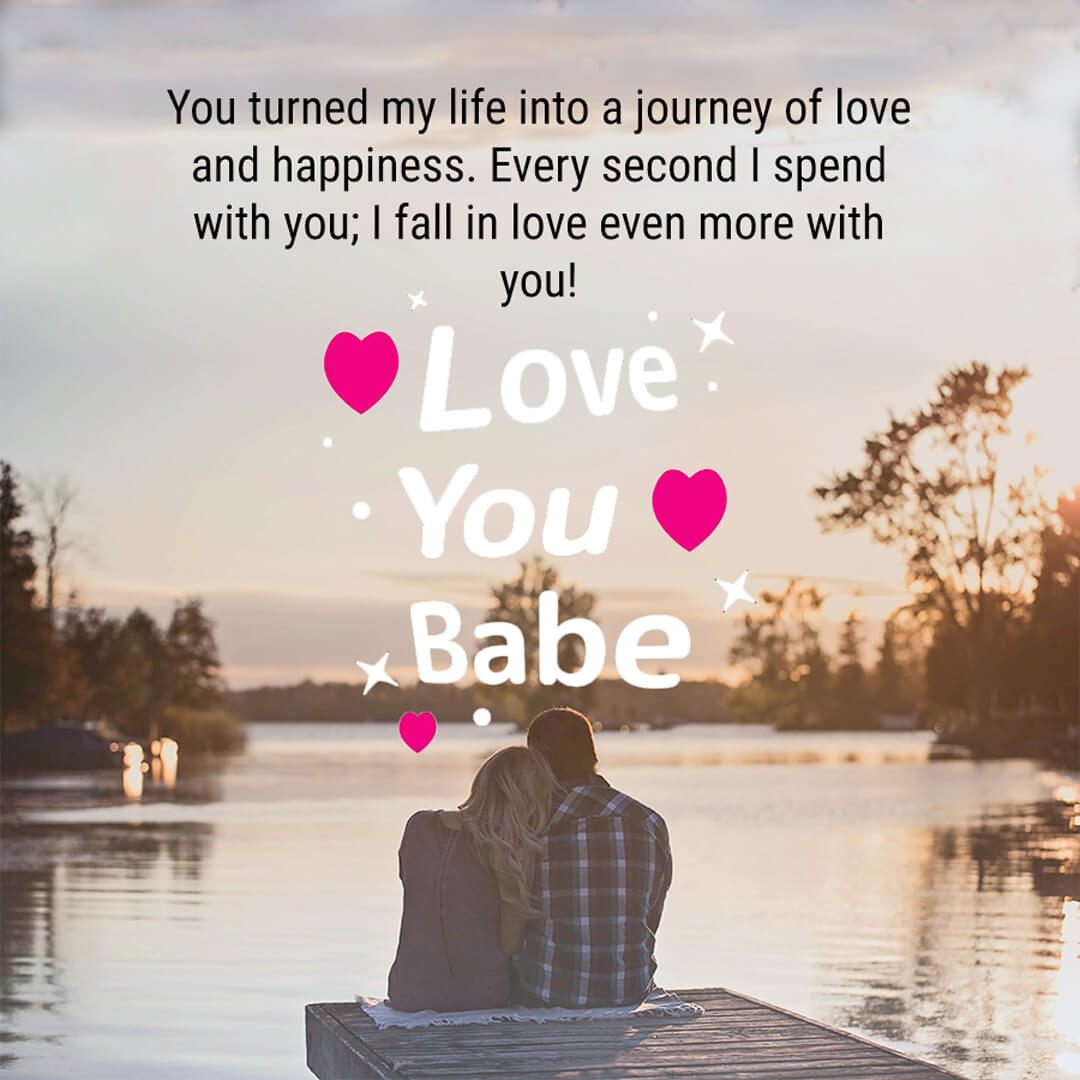 You turned my life into a journey of love
and happiness. Every second I spend
with you; I fall in love even more with
you!
Love
You
Babe